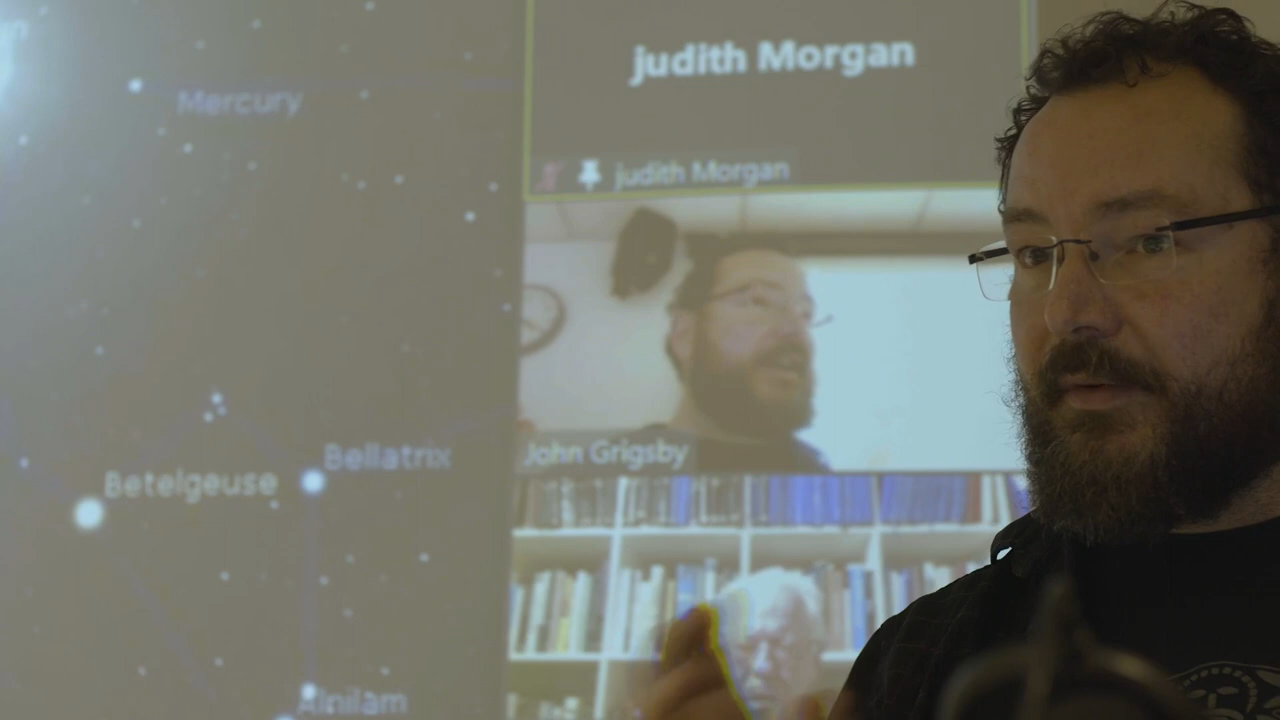 judith Morgan
Mercury
judith Morgan
John Grigsby
Bellatrix
Betelgeuse
Alnilam